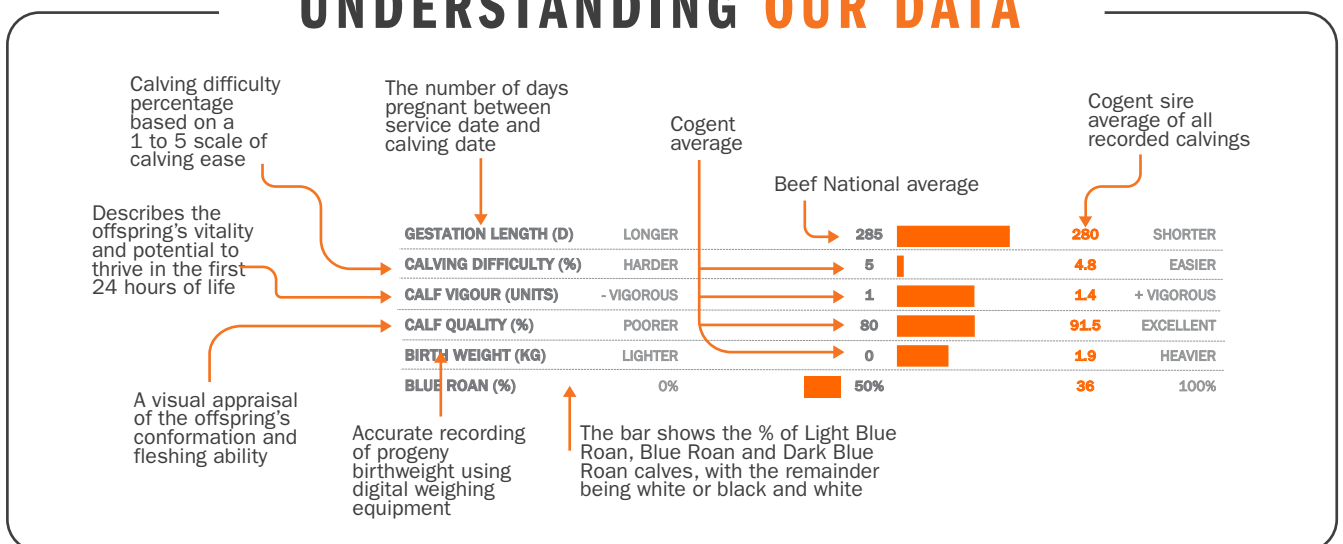 UNDERSTANDING OUR DATA
Calving difficulty
percentage
based on a
1 to 5 scale of
calving ease
The number of days
pregnant between
service date and
calving date
Cogent
average
Cogent sire
average of all
recorded calvings
Beef National average
Describes the
offspring's vitality
and potential to
thrive in the first
24 hours of life
GESTATION LENGTH (D) LONGER 285 280 SHORTER
CALVING DIFFICULTY (%) HARDER 5 4.8 EASIER
CALF VIGOUR (UNITS) - VIGOROUS 1 1.4 + VIGOROUS
CALF QUALITY (%) POORER 80 91.5 EXCELLENT
BIRTH WEIGHT (KG) LIGHTER 0 1.9 HEAVIER
BLUE ROAN (%) 0% 50% 36 100%
A visual appraisal
of the offspring's
conformation and
fleshing ability
Accurate recording
of progeny
birthweight using
digital weighing
equipment
The bar shows the % of Light Blue
Roan, Blue Roan and Dark Blue
Roan calves, with the remainder
being white or black and white